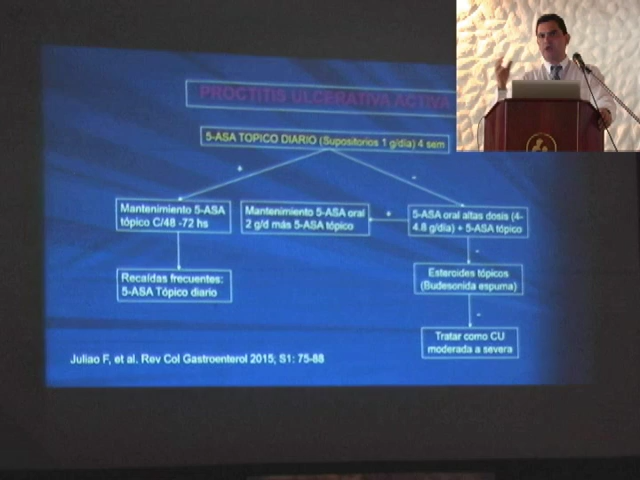 PROCTITIS ULCERATIVA ACTIVA
5-ASA TOPICO DIARIO (Supositorios 1 g/día) 4 sem
+
-
Mantenimiento 5-ASA
tópico C/48 -72 hs
Mantenimiento 5-ASA oral
2 g/d más 5-ASA tópico
+
5-ASA oral altas dosis (4-
4.8 g/día) + 5-ASA tópico
-
Recaídas frecuentes:
5-ASA Tópico diario
Esteroides tópicos
(Budesonida espuma)
-
Tratar como CU
moderada a severa
Juliao F, et al. Rev Col Gastroenterol 2015; S1: 75-88